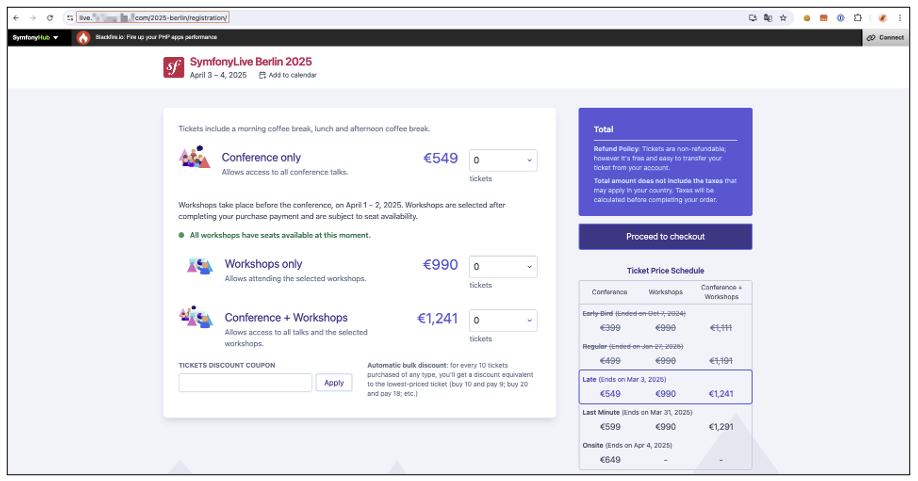 live. .com/2025-berlin/registration/
SymfonyHub
Blackfire.io: Fire up your PHP apps performance
Connect
sf
SymfonyLive Berlin 2025
April 3 – 4, 2025
Add to calendar
Tickets include a morning coffee break, lunch and afternoon coffee break.
Conference only
Allows access to all conference talks.
€549
0
tickets
Workshops take place before the conference, on April 1 – 2, 2025. Workshops are selected after
completing your purchase payment and are subject to seat availability.
All workshops have seats available at this moment.
Workshops only
Allows attending the selected workshops.
€990
0
tickets
Conference + Workshops
Allows access to all talks and the selected
workshops.
€1,241
0
tickets
TICKETS DISCOUNT COUPON
Apply
Automatic bulk discount: for every 10 tickets
purchased of any type, you'll get a discount equivalent
to the lowest-priced ticket (buy 10 and pay 9; buy 20
and pay 18; etc.)
Total
Refund Policy: Tickets are non-refundable;
however it's free and easy to transfer your
ticket from your account.
Total amount does not include the taxes that
may apply in your country. Taxes will be
calculated before completing your order.
Proceed to checkout
Ticket Price Schedule
Conference Workshops Conference +
Workshops
Early Bird (Ended on Oct 7, 2024)
€399 €990 €1,111
Regular (Ended on Jan 27, 2025)
€499 €990 €1,191
Late (Ends on Mar 3, 2025)
€549 €990 €1,241
Last Minute (Ends on Mar 31, 2025)
€599 €990 €1,291
Onsite (Ends on Apr 4, 2025)
€649 - -